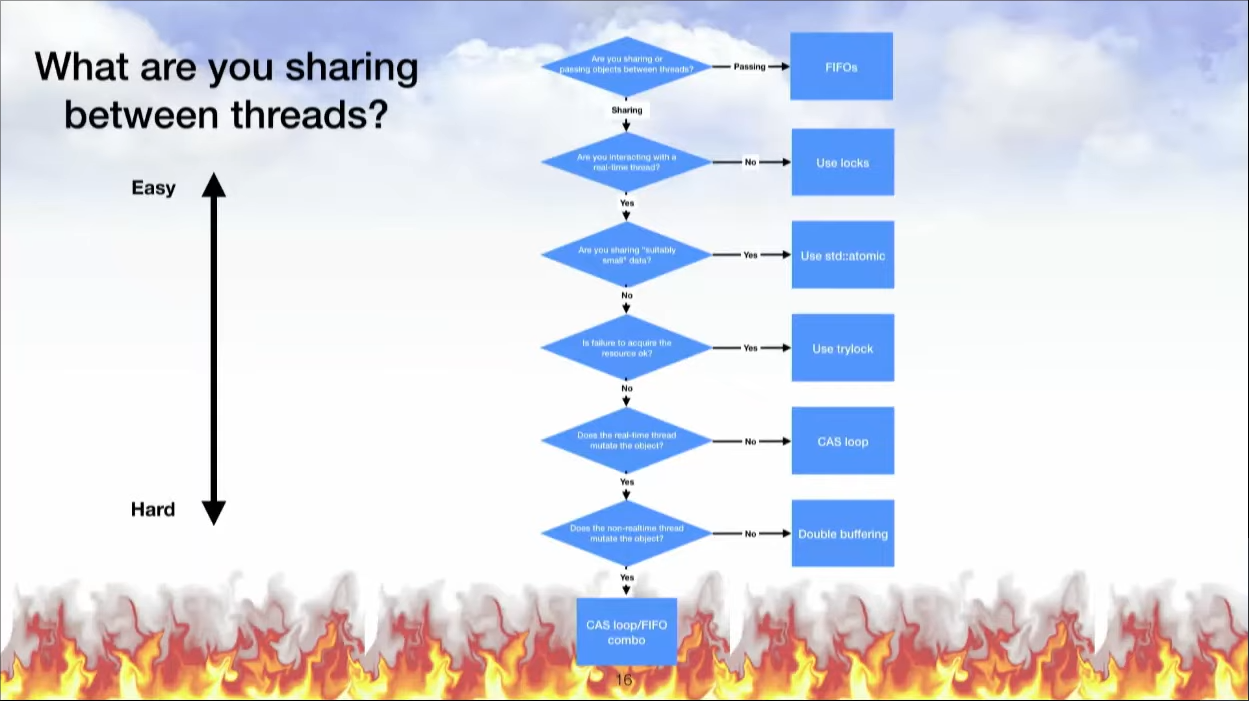 What are you sharing
between threads?
Easy
Hard
Are you sharing or
passing objects between threads?
Passing
FIFOs
Sharing
Are you interacting with a
real-time thread?
No
Use locks
Yes
Are you sharing "suitably
small" data?
Yes
Use std::atomic
No
Is failure to acquire the
resource ok?
Yes
Use trylock
No
Does the real-time thread
mutate the object?
No
CAS loop
Yes
Does the non-realtime thread
mutate the object?
No
Double buffering
Yes
CAS loop/FIFO
combo
16